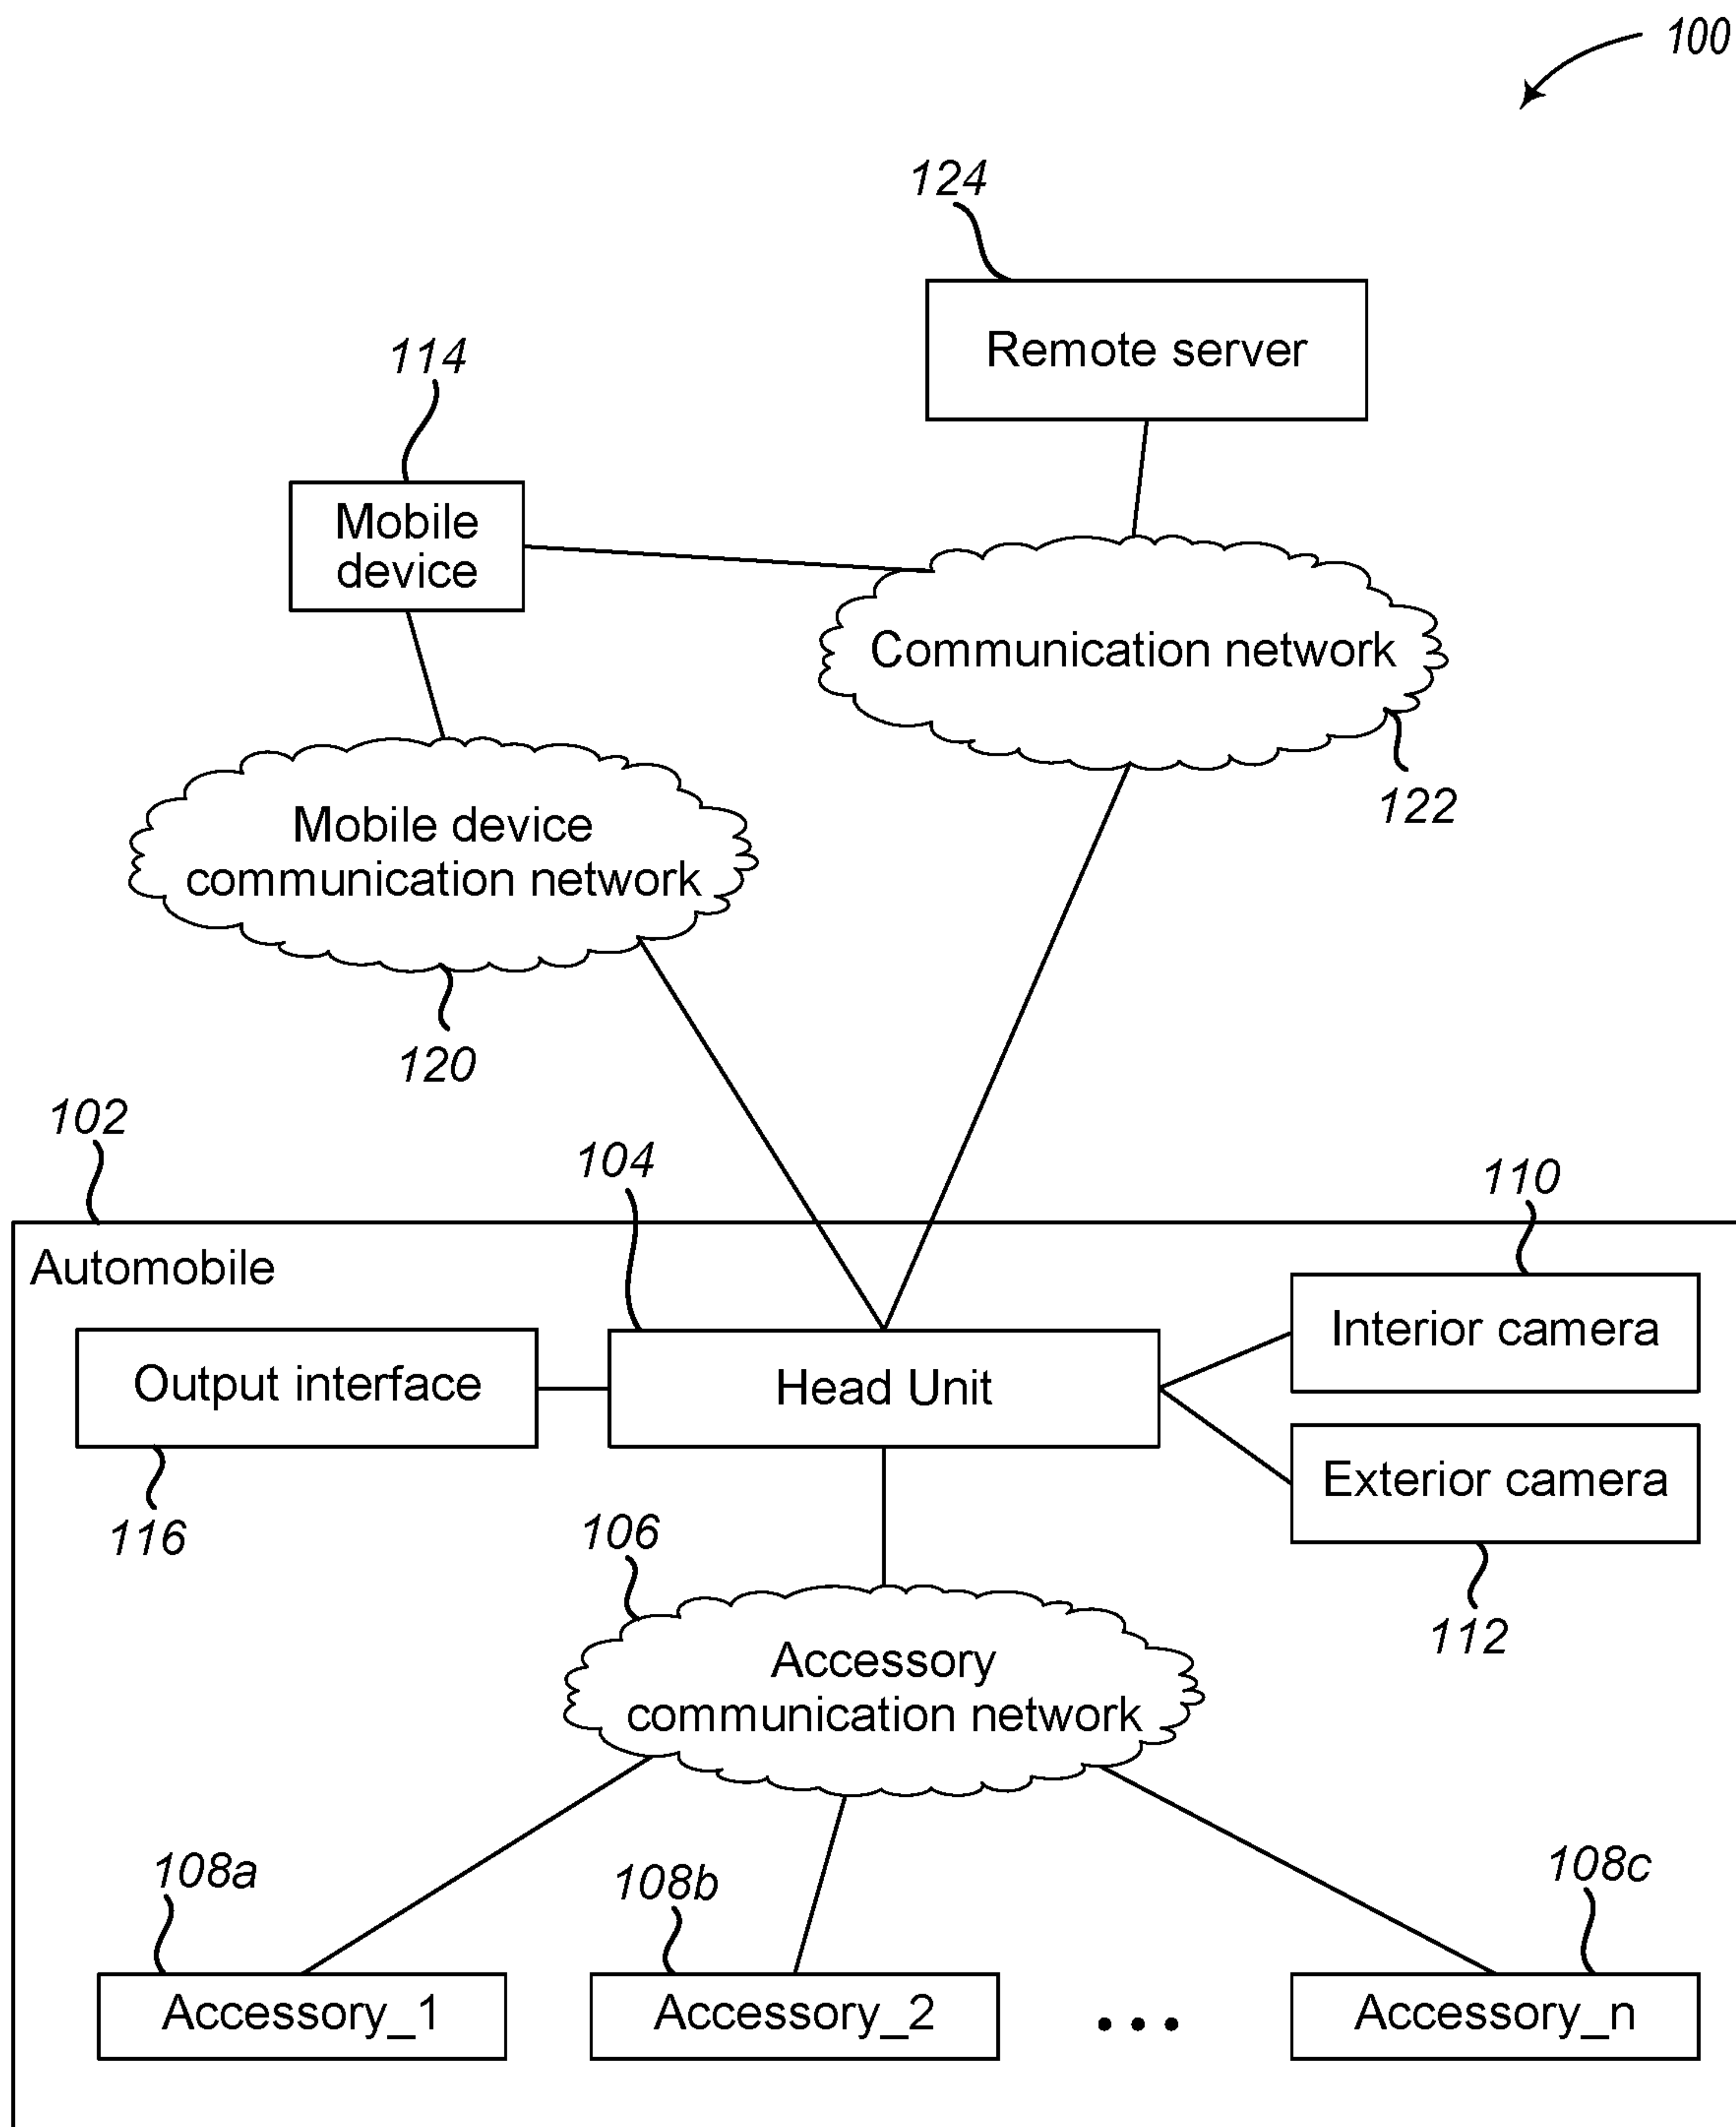 100
124
Remote server
114
Mobile
device
Communication network
122
Mobile device
communication network
120
102
104
110
Automobile
Interior camera
Output interface
Head Unit
Exterior camera
116
106
112
Accessory
communication network
108a
108b
108c
Accessory_1
Accessory_2
...
Accessory_n